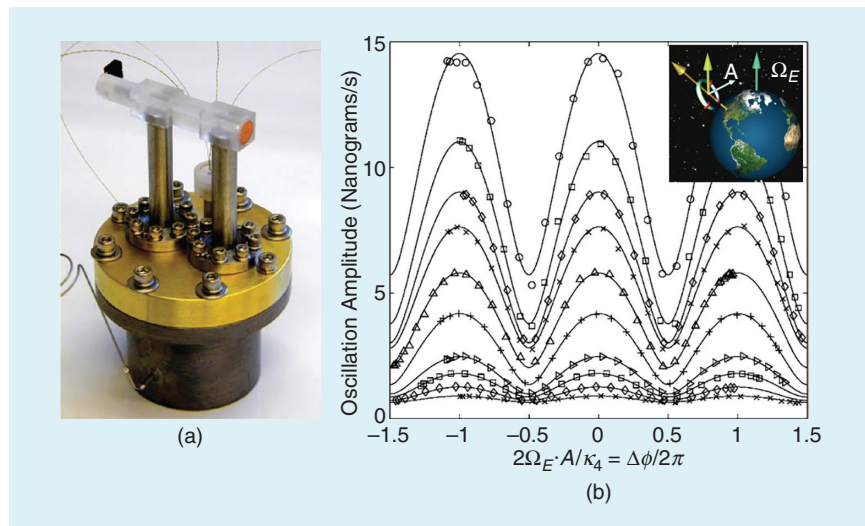 (a)
Oscillation Amplitude (Nanograms/s)
15
10
5
0
–1.5 –1 –0.5 0 0.5 1 1.5
2Ω_E·A/κ₄ = Δϕ/2π
(b)
A Ω_E